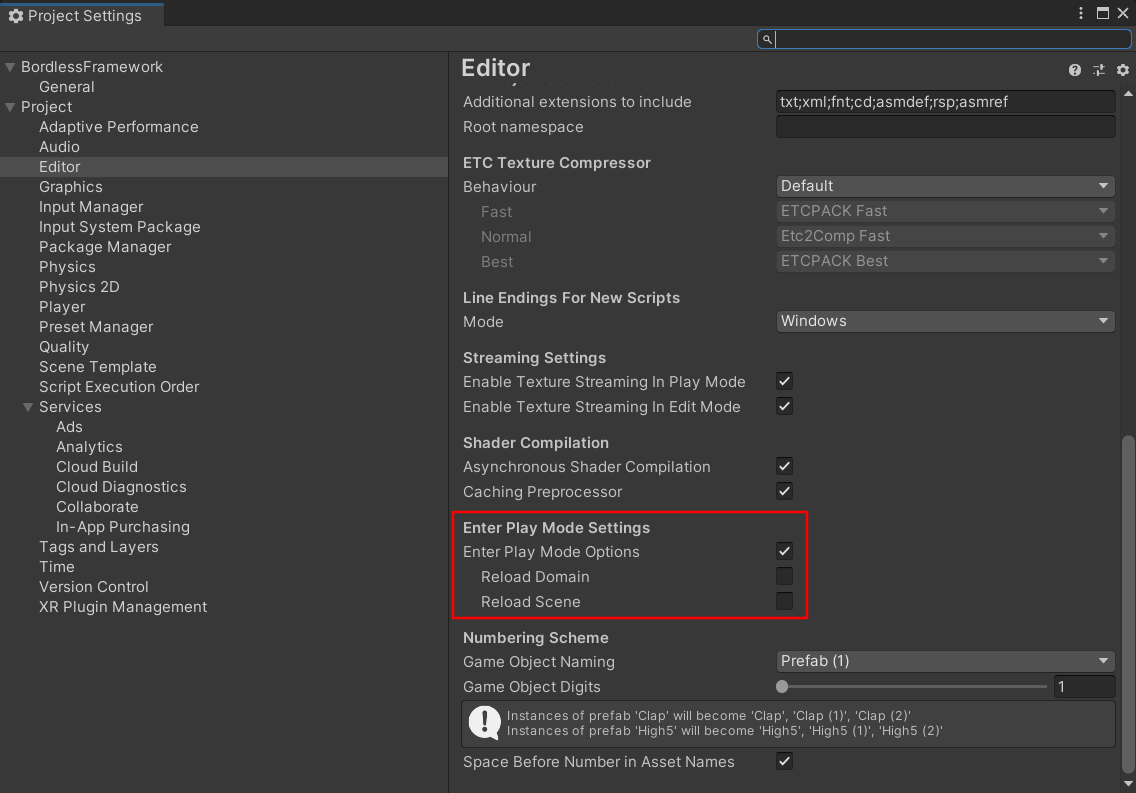 Project Settings
BordlessFramework
General
Project
Adaptive Performance
Audio
Editor
Graphics
Input Manager
Input System Package
Package Manager
Physics
Physics 2D
Player
Preset Manager
Quality
Scene Template
Script Execution Order
Services
Ads
Analytics
Cloud Build
Cloud Diagnostics
Collaborate
In-App Purchasing
Tags and Layers
Time
Version Control
XR Plugin Management
Editor
Additional extensions to include txt;xml;fnt;cd;asmdef;rsp;asmref
Root namespace
ETC Texture Compressor
Behaviour Default
Fast ETCPACK Fast
Normal Etc2Comp Fast
Best ETCPACK Best
Line Endings For New Scripts
Mode Windows
Streaming Settings
Enable Texture Streaming In Play Mode
Enable Texture Streaming In Edit Mode
Shader Compilation
Asynchronous Shader Compilation
Caching Preprocessor
Enter Play Mode Settings
Enter Play Mode Options
Reload Domain
Reload Scene
Numbering Scheme
Game Object Naming Prefab (1)
Game Object Digits 1
Instances of prefab 'Clap' will become 'Clap', 'Clap (1)', 'Clap (2)'
Instances of prefab 'High5' will become 'High5', 'High5 (1)', 'High5 (2)'
Space Before Number in Asset Names